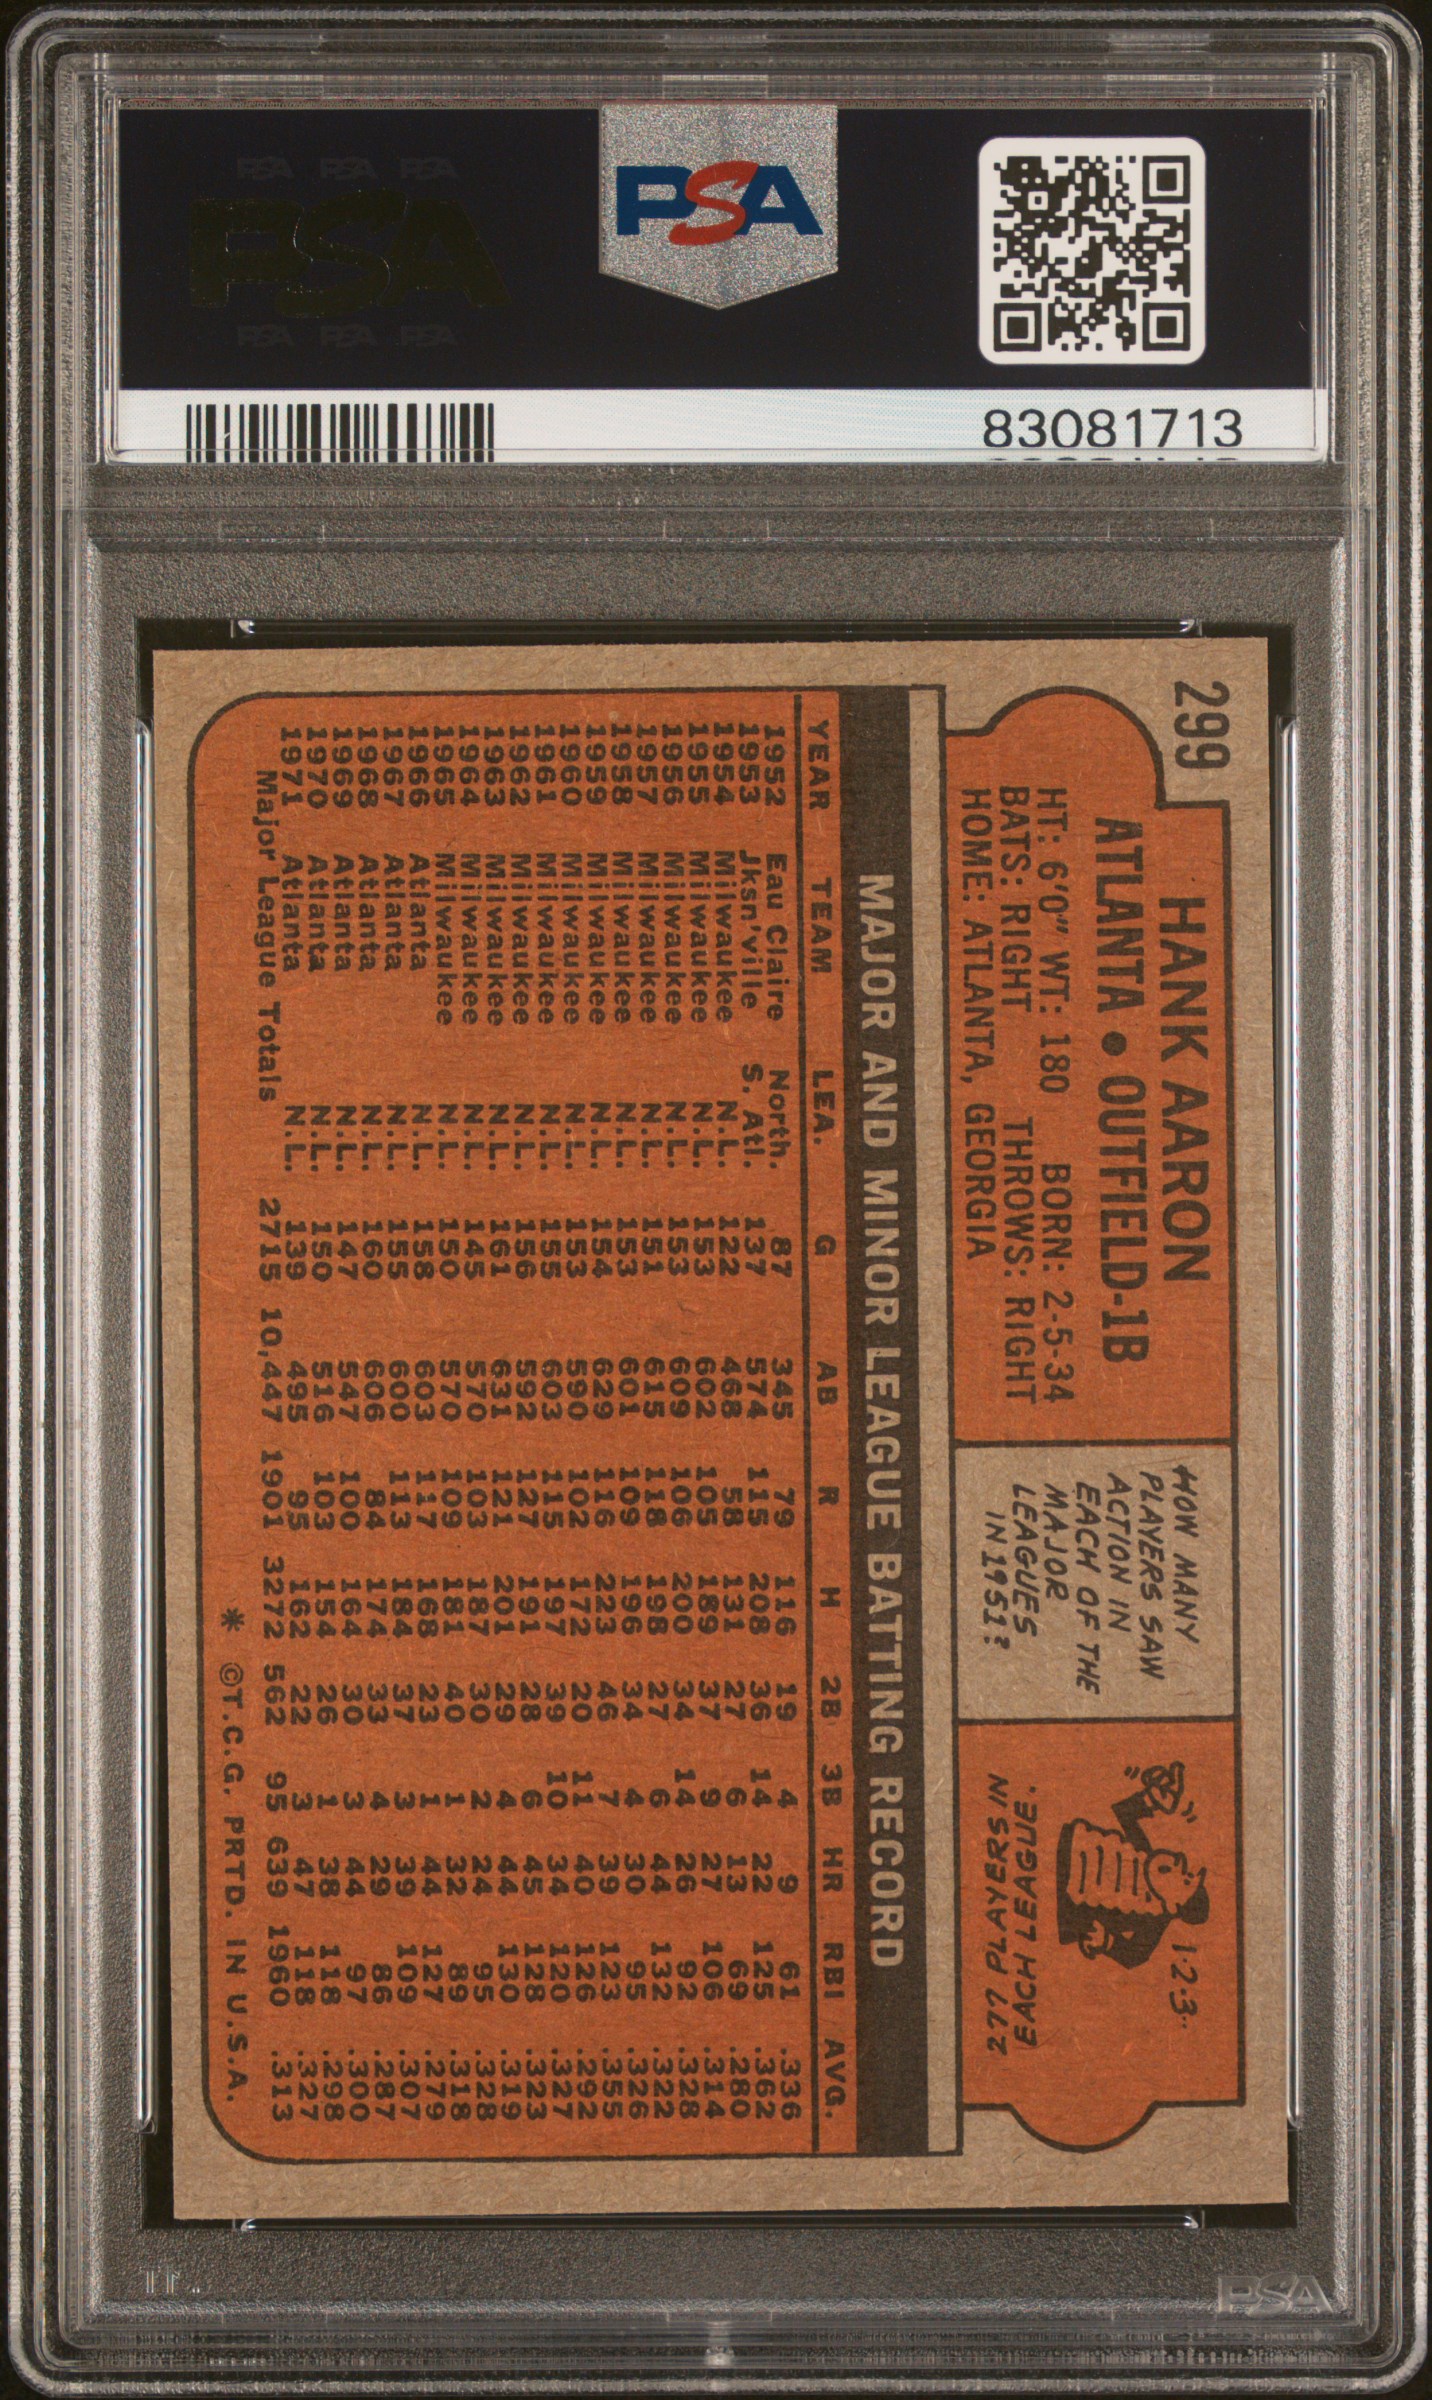 PSA PSA PSA
PSA
PSA PSA PSA
PSA
83081713
299
HANK AARON
ATLANTA • OUTFIELD-1B
HT: 6'0" WT: 180 BORN: 2-5-34
BATS: RIGHT THROWS: RIGHT
HOME: ATLANTA, GEORGIA
HOW MANY
PLAYERS SAW
ACTION IN
EACH OF THE
MAJOR
LEAGUES
IN 1951?
1-2-3..
277 PLAYERS IN
EACH LEAGUE.
MAJOR AND MINOR LEAGUE BATTING RECORD
YEAR TEAM LEA. G AB R H 2B 3B HR RBI AVG.
1952 Eau Claire North. 87 345 79 116 19 4 9 61 .336
1953 Jksn'ville S. Atl. 137 574 115 208 36 14 22 125 .362
1954 Milwaukee N.L. 122 468 58 131 27 6 13 69 .280
1955 Milwaukee N.L. 153 602 105 189 37 9 27 106 .314
1956 Milwaukee N.L. 153 609 106 200 34 14 26 92 .328
1957 Milwaukee N.L. 151 615 118 198 27 6 44 132 .322
1958 Milwaukee N.L. 153 601 109 196 34 4 30 95 .326
1959 Milwaukee N.L. 154 629 116 223 46 7 39 123 .355
1960 Milwaukee N.L. 153 590 102 172 20 11 40 126 .292
1961 Milwaukee N.L. 155 603 115 197 39 10 34 120 .327
1962 Milwaukee N.L. 156 592 127 191 28 6 45 128 .323
1963 Milwaukee N.L. 161 631 121 201 29 4 44 130 .319
1964 Milwaukee N.L. 145 570 103 187 30 2 24 95 .328
1965 Milwaukee N.L. 150 570 109 181 40 1 32 89 .318
1966 Atlanta N.L. 158 603 117 168 23 1 44 127 .279
1967 Atlanta N.L. 155 600 113 184 37 3 39 109 .307
1968 Atlanta N.L. 160 606 84 174 33 4 29 86 .287
1969 Atlanta N.L. 147 547 100 164 30 3 44 97 .300
1970 Atlanta N.L. 150 516 103 154 26 1 38 118 .298
1971 Atlanta N.L. 139 495 95 162 22 3 47 118 .327
Major League Totals 2715 10,447 1901 3272 562 95 639 1960 .313
* ©T.C.G. PRTD. IN U.S.A.
PSA